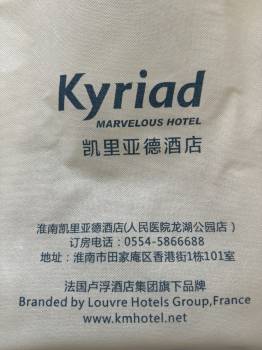 Kyriad
MARVELOUS HOTEL
凯里亚德酒店
淮南凯里亚德酒店(人民医院龙湖公园店)
订房电话：0554-5866688
地址：淮南市田家庵区香港街1栋101室
法国卢浮酒店集团旗下品牌
Branded by Louvre Hotels Group,France
www.kmhotel.net